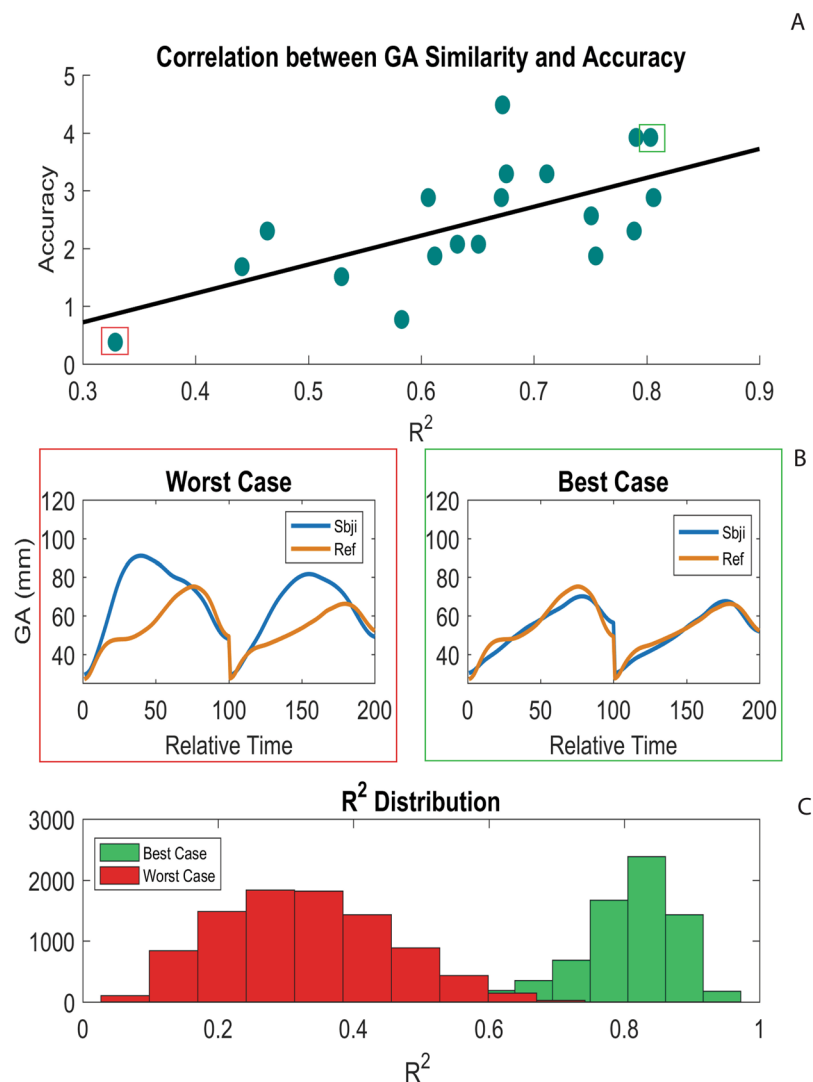 A
Correlation between GA Similarity and Accuracy
5
4
3
2
1
0
Accuracy
0.3 0.4 0.5 0.6 0.7 0.8 0.9
R²
B
Worst Case
120
100
80
60
40
GA (mm)
Sbji
Ref
0 50 100 150 200
Relative Time
Best Case
120
100
80
60
40
Sbji
Ref
0 50 100 150 200
Relative Time
C
R² Distribution
3000
2000
1000
0
Best Case
Worst Case
0 0.2 0.4 0.6 0.8 1
R²